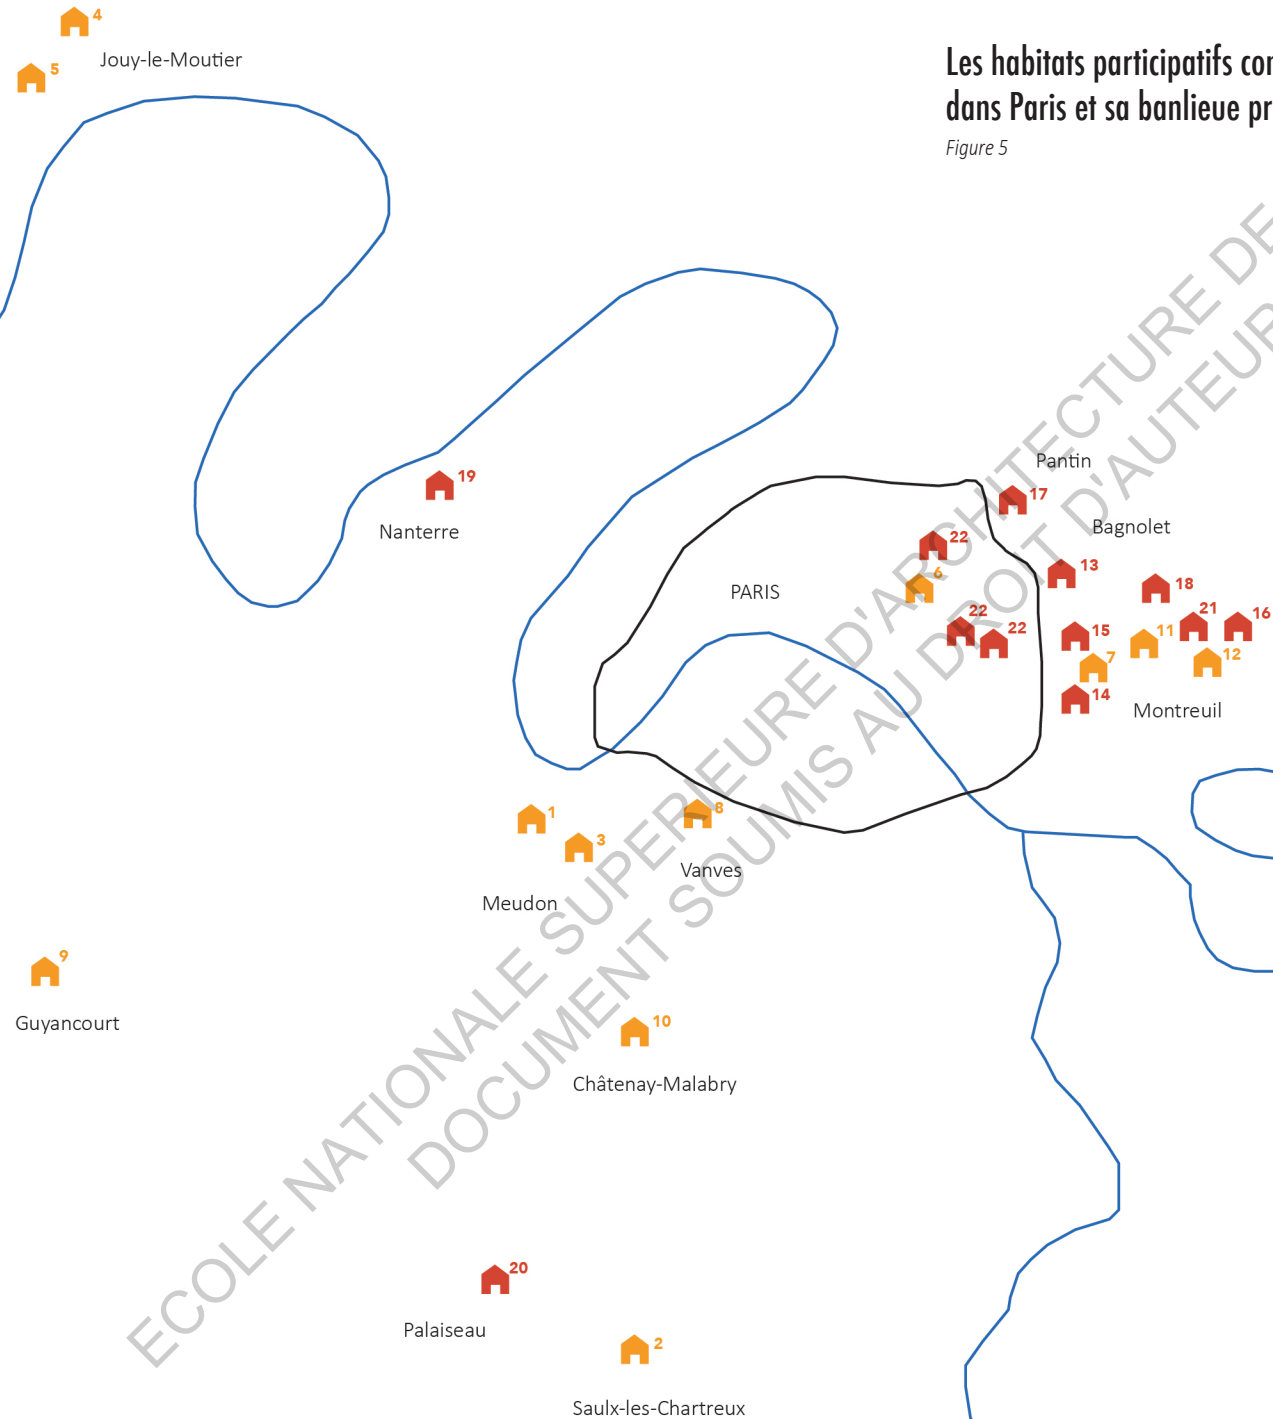 4
Jouy-le-Moutier
5
Les habitats participatifs
dans Paris et sa banlieue
Figure 5
Pantin
19
17
Nanterre
Bagnolet
22
13
6
18
PARIS
22
21
16
22
15
11
7
12
14
Montreuil
1
8
3
Vanves
Meudon
9
Guyancourt
10
Châtenay-Malabry
20
Palaiseau
2
Saulx-les-Chartreux
ECOLE NATIONALE SUPERIEURE D'ARCHITECTURE DE
DOCUMENT SOUMIS AU DROIT D'AUTEUR